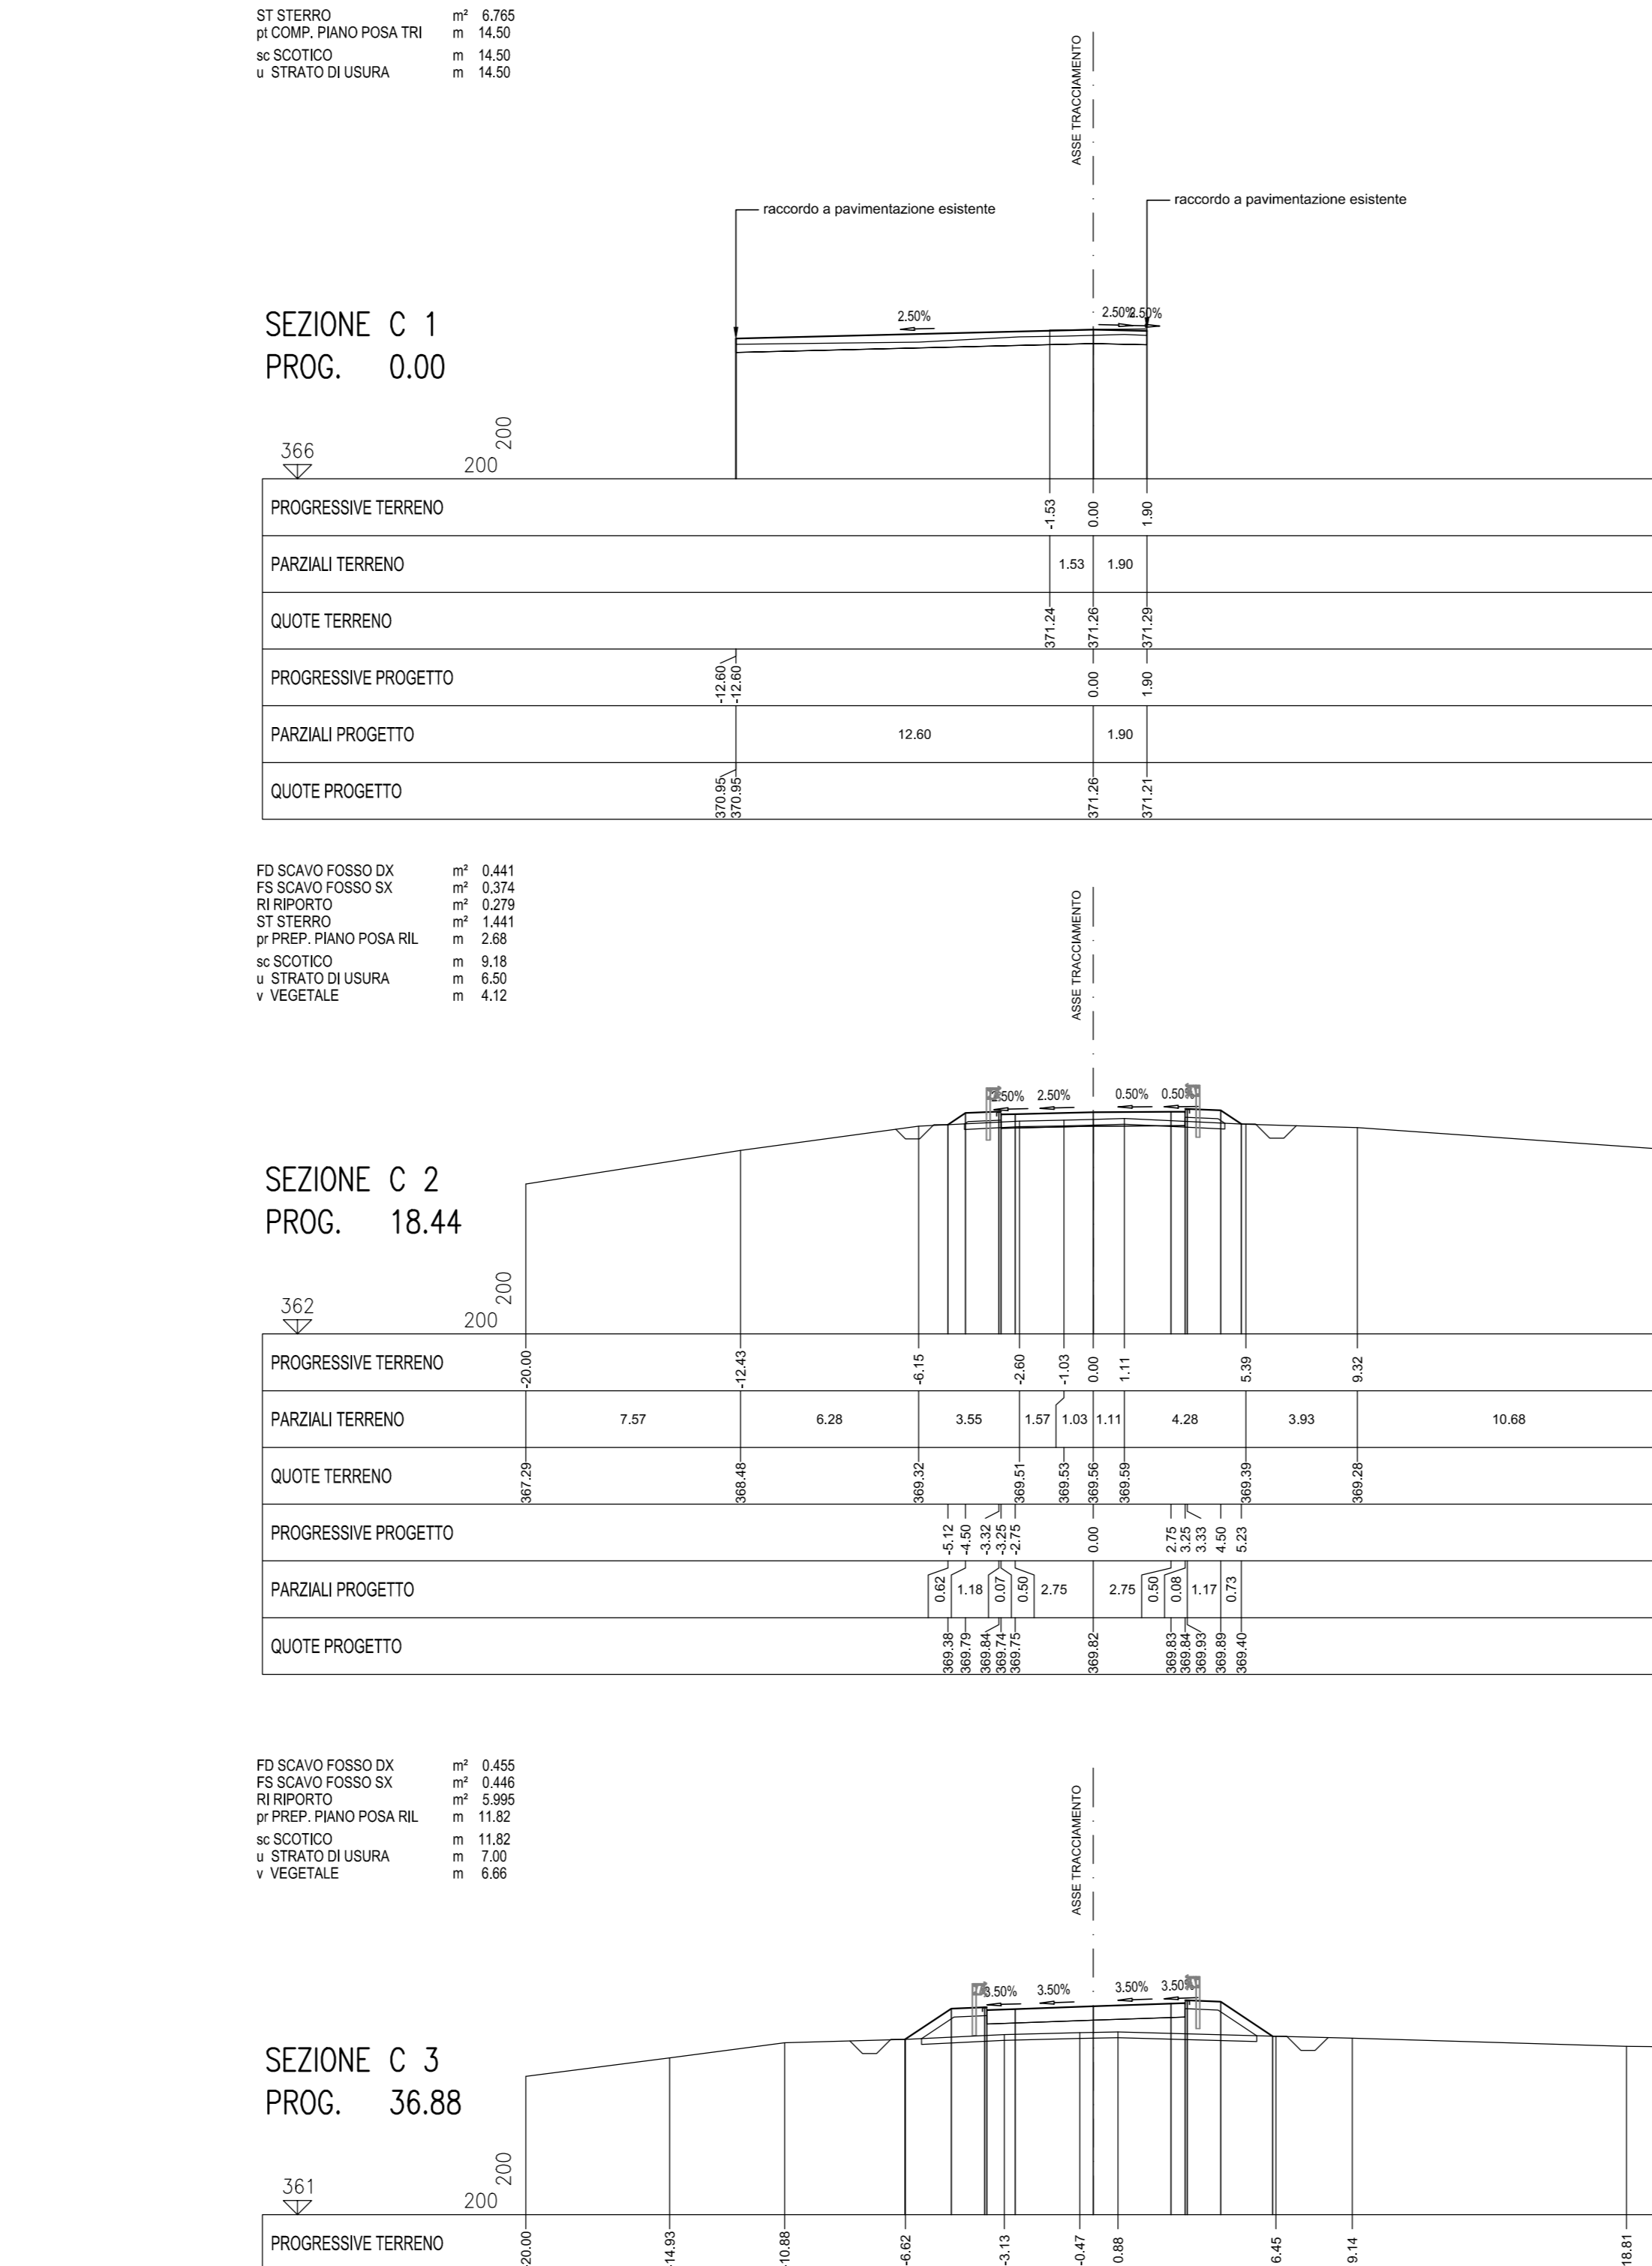 ST STERRO m² 6.765
pt COMP. PIANO POSA TRI m 14.50
sc SCOTICO m 14.50
u STRATO DI USURA m 14.50
ASSE TRACCIAMENTO
raccordo a pavimentazione esistente
raccordo a pavimentazione esistente
2.50% 2.50% 2.50%
SEZIONE C 1
PROG. 0.00
366
200
200
PROGRESSIVE TERRENO -1.53 0.00 1.90
PARZIALI TERRENO 1.53 1.90
QUOTE TERRENO 371.24 371.26 371.29
PROGRESSIVE PROGETTO -12.60 -12.60 0.00 1.90
PARZIALI PROGETTO 12.60 1.90
QUOTE PROGETTO 370.95 370.95 371.26 371.21
FD SCAVO FOSSO DX m² 0.441
FS SCAVO FOSSO SX m² 0.374
RI RIPORTO m² 0.279
ST STERRO m² 1.441
pr PREP. PIANO POSA RIL m 2.68
sc SCOTICO m 9.18
u STRATO DI USURA m 6.50
v VEGETALE m 4.12
ASSE TRACCIAMENTO
2.50% 2.50% 0.50% 0.50%
SEZIONE C 2
PROG. 18.44
362
200
200
PROGRESSIVE TERRENO -20.00 -12.43 -6.15 -2.60 -1.03 0.00 1.11 5.39 9.32
PARZIALI TERRENO 7.57 6.28 3.55 1.57 1.03 1.11 4.28 3.93 10.68
QUOTE TERRENO 367.29 368.48 369.32 369.51 369.53 369.56 369.59 369.39 369.28
PROGRESSIVE PROGETTO -5.12 -4.50 -3.32 -3.25 -2.75 0.00 2.75 3.25 3.33 4.50 5.23
PARZIALI PROGETTO 0.62 1.18 0.07 0.50 2.75 2.75 0.50 0.08 1.17 0.73
QUOTE PROGETTO 369.38 369.79 369.84 369.74 369.75 369.82 369.83 369.84 369.93 369.89 369.40
FD SCAVO FOSSO DX m² 0.455
FS SCAVO FOSSO SX m² 0.446
RI RIPORTO m² 5.995
pr PREP. PIANO POSA RIL m 11.82
sc SCOTICO m 11.82
u STRATO DI USURA m 7.00
v VEGETALE m 6.66
ASSE TRACCIAMENTO
3.50% 3.50% 3.50% 3.50%
SEZIONE C 3
PROG. 36.88
361
200
200
PROGRESSIVE TERRENO -20.00 -14.93 -10.88 -6.62 -3.13 -0.47 0.88 6.45 9.14 18.81